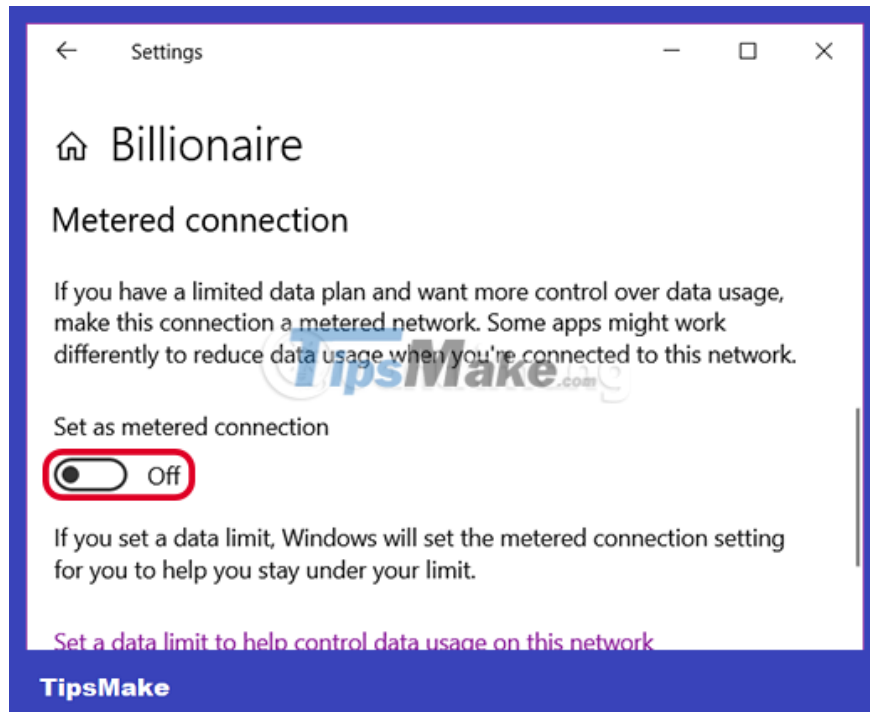 Settings
Billionaire
Metered connection
If you have a limited data plan and want more control over data usage,
make this connection a metered network. Some apps might work
differently to reduce data usage when you're connected to this network.
TipsMake.com
Set as metered connection
Off
If you set a data limit, Windows will set the metered connection setting
for you to help you stay under your limit.
Set a data limit to help control data usage on this network
TipsMake